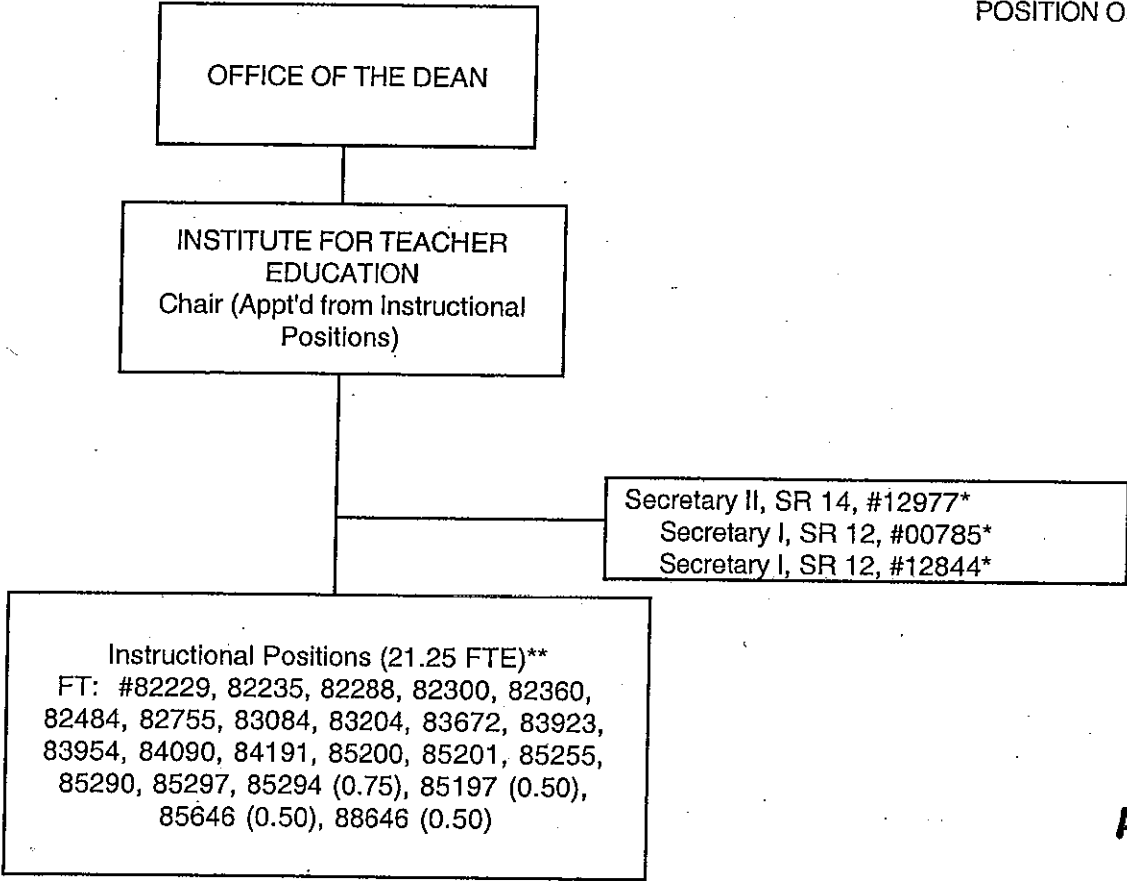 POSITION O
OFFICE OF THE DEAN
INSTITUTE FOR TEACHER
EDUCATION
Chair (Appt'd from Instructional
Positions)
Secretary II, SR 14, #12977*
Secretary I, SR 12, #00785*
Secretary I, SR 12, #12844*
Instructional Positions (21.25 FTE)**
FT: #82229, 82235, 82288, 82300, 82360,
82484, 82755, 83084, 83204, 83672, 83923,
83954, 84090, 84191, 85200, 85201, 85255,
85290, 85297, 85294 (0.75), 85197 (0.50),
85646 (0.50), 88646 (0.50)